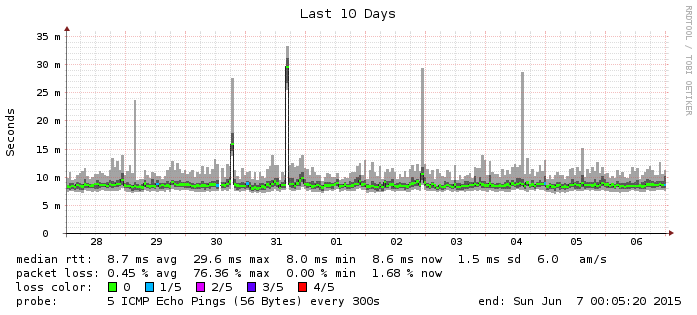 Last 10 Days
RRDTOOL / TOBI OETIKER
Seconds
35 m
30 m
25 m
20 m
15 m
10 m
5 m
0
28 29 30 31 01 02 03 04 05 06
median rtt: 8.7 ms avg 29.6 ms max 8.0 ms min 8.6 ms now 1.5 ms sd 6.0 am/s
packet loss: 0.45 % avg 76.36 % max 0.00 % min 1.68 % now
loss color: 0 1/5 2/5 3/5 4/5
probe: 5 ICMP Echo Pings (56 Bytes) every 300s end: Sun Jun 7 00:05:20 2015